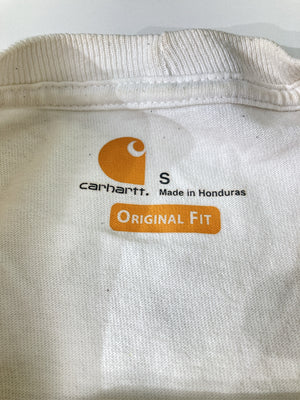 S
carhartt.
Made in Honduras
ORIGINAL FIT